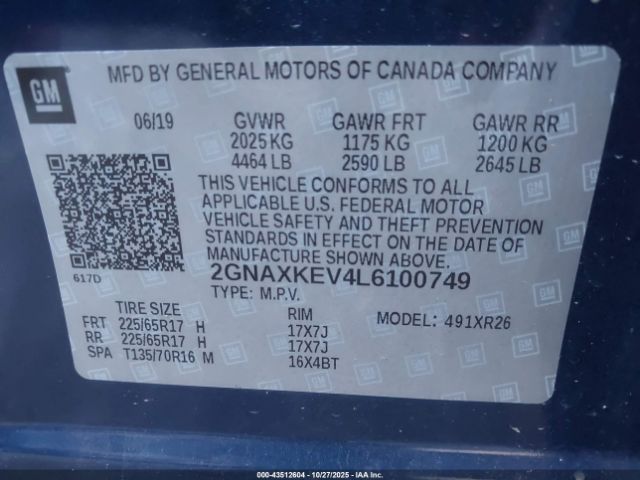 GM
MFD BY GENERAL MOTORS OF CANADA COMPANY
06/19 GVWR GAWR FRT GAWR RR
2025 KG 1175 KG 1200 KG
4464 LB 2590 LB 2645 LB
THIS VEHICLE CONFORMS TO ALL
APPLICABLE U.S. FEDERAL MOTOR
VEHICLE SAFETY AND THEFT PREVENTION
STANDARDS IN EFFECT ON THE DATE OF
MANUFACTURE SHOWN ABOVE.
617D 2GNAXKEV4L6100749
TYPE: M.P.V.
TIRE SIZE RIM MODEL: 491XR26
FRT 225/65R17 H 17X7J
RR 225/65R17 H 17X7J
SPA T135/70R16 M 16X4BT
000-43512604 | 10/27/2025 | IAAI.COM